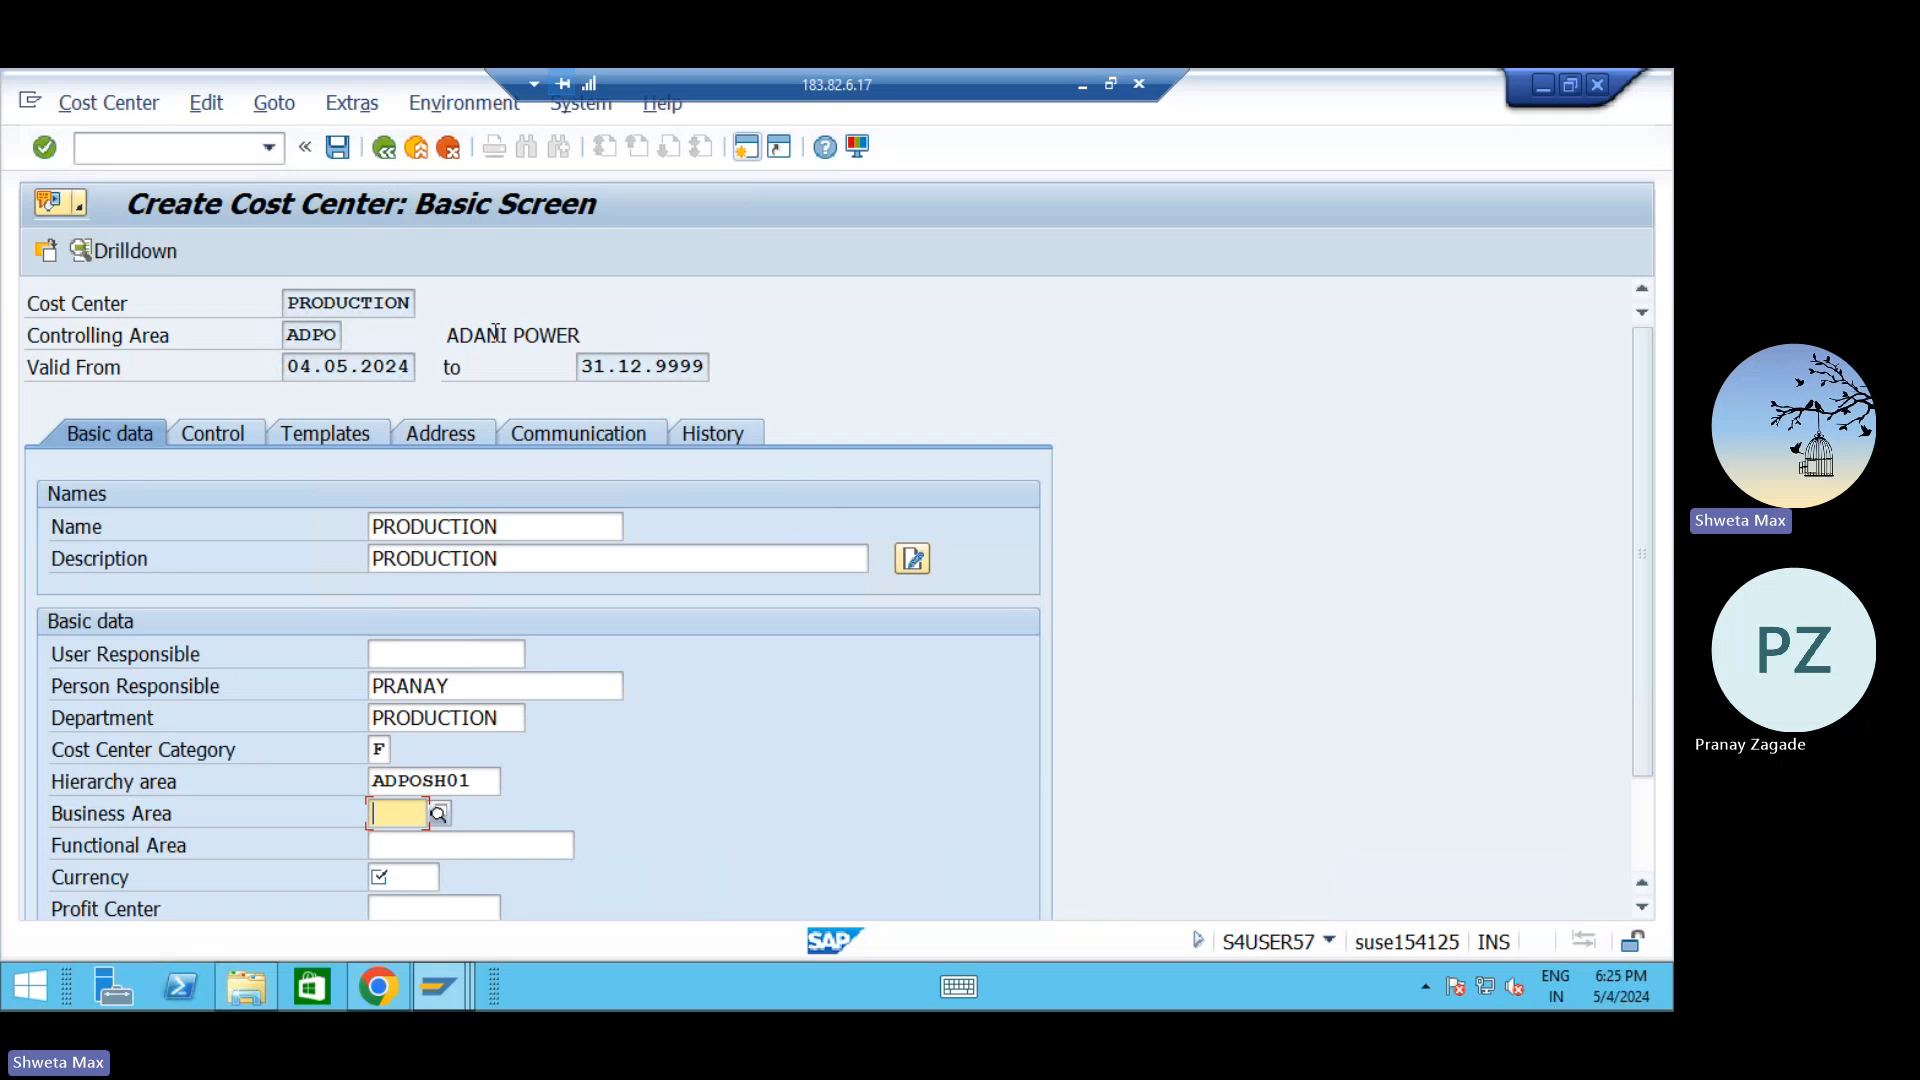 183.82.6.17
Cost Center Edit Goto Extras Environment System Help
Create Cost Center: Basic Screen
Drilldown
Cost Center PRODUCTION
Controlling Area ADPO ADANI POWER
Valid From 04.05.2024 to 31.12.9999
Basic data Control Templates Address Communication History
Names
Name PRODUCTION
Description PRODUCTION
Basic data
User Responsible
Person Responsible PRANAY
Department PRODUCTION
Cost Center Category F
Hierarchy area ADPOSH01
Business Area
Functional Area
Currency
Profit Center
SAP S4USER57 suse154125 INS
ENG 6:25 PM
IN 5/4/2024
Shweta Max
PZ
Pranay Zagade
Shweta Max